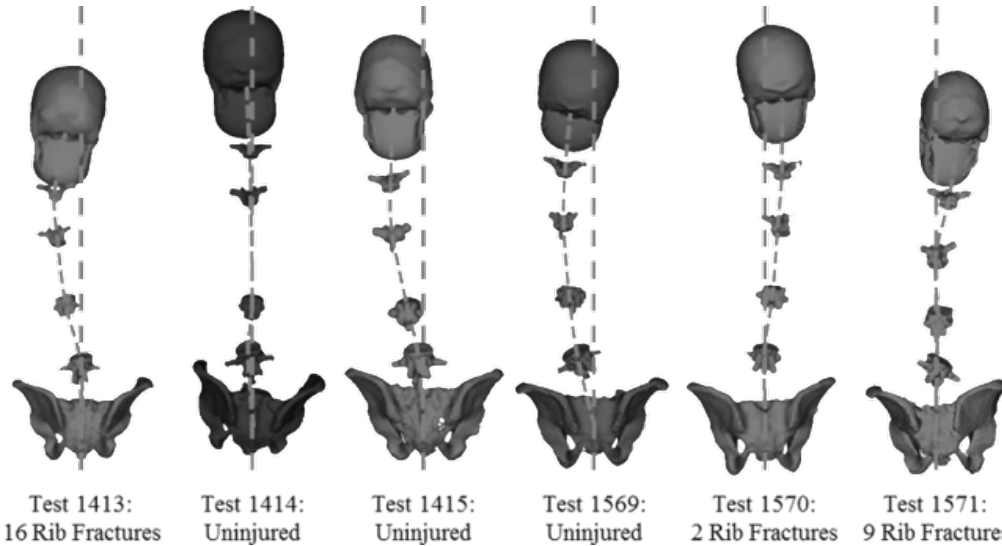 Test 1413:
16 Rib Fractures
Test 1414:
Uninjured
Test 1415:
Uninjured
Test 1569:
Uninjured
Test 1570:
2 Rib Fractures
Test 1571:
9 Rib Fracture